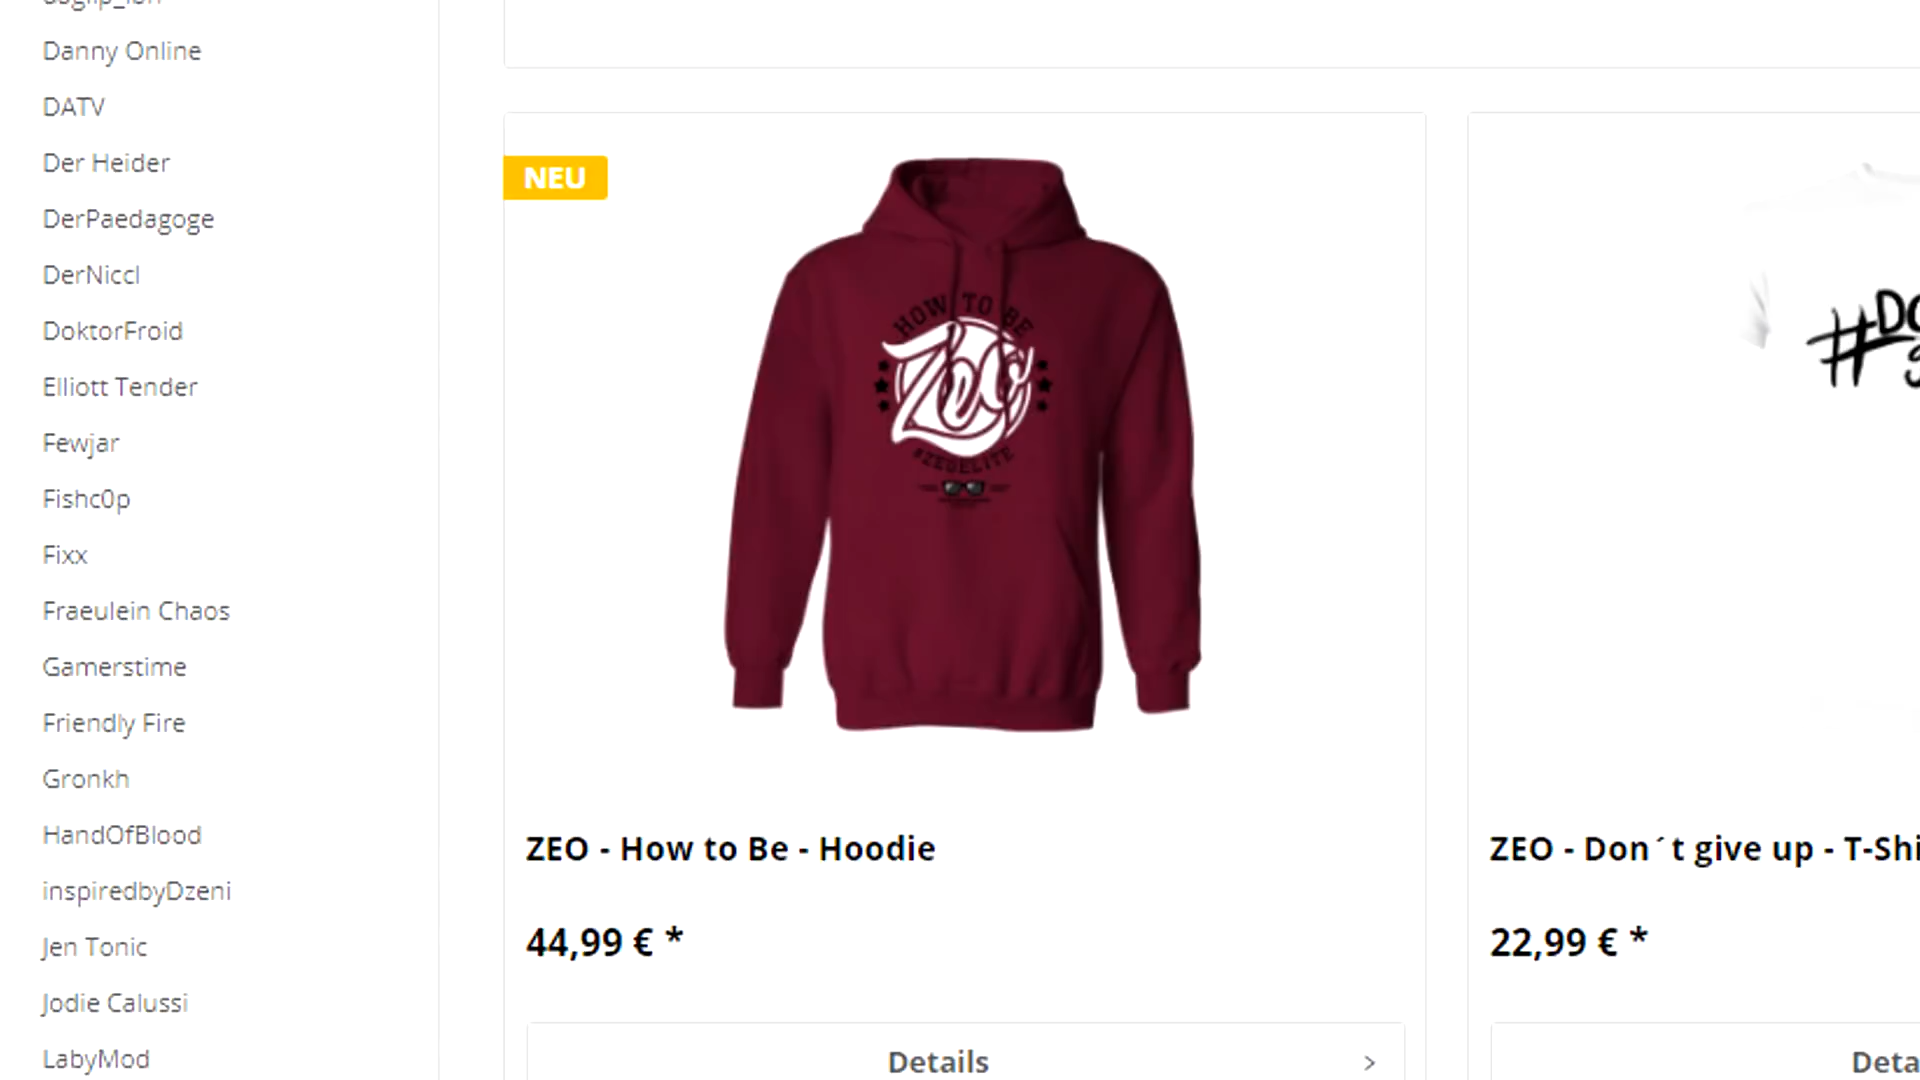 Danny Online
DATV
Der Heider
DerPaedagoge
DerNiccl
DoktorFroid
Elliott Tender
Fewjar
Fishc0p
Fixx
Fraeulein Chaos
Gamerstime
Friendly Fire
Gronkh
HandOfBlood
inspiredbyDzeni
Jen Tonic
Jodie Calussi
LabyMod
NEU
HOW TO BE
Zeo
#ZEOELITE
ZEO - How to Be - Hoodie
44,99 € *
Details
ZEO - Don´t give up - T-Shi
22,99 € *
Deta